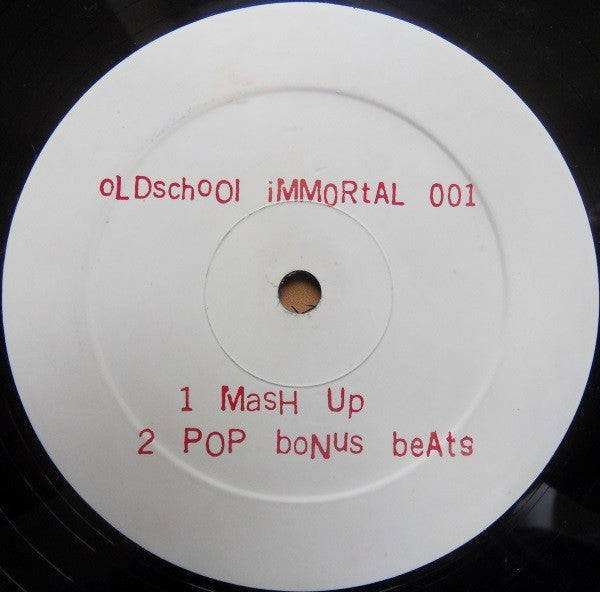 oLDschoOl iMMORtAL 001
1 MasH Up
2 POP boNus beAts